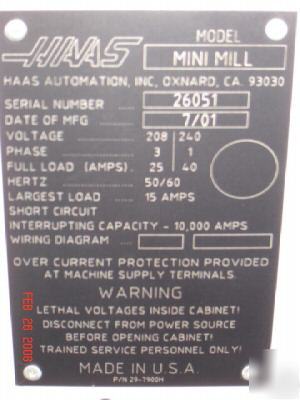 HAAS
MODEL
MINI MILL
HAAS AUTOMATION, INC, OXNARD, CA. 93030
SERIAL NUMBER 26051
DATE OF MFG 7/01
VOLTAGE 208 240
PHASE 3 1
FULL LOAD (AMPS). 25 40
HERTZ 50/60
LARGEST LOAD 15 AMPS
SHORT CIRCUIT
INTERRUPTING CAPACITY - 10,000 AMPS
WIRING DIAGRAM
OVER CURRENT PROTECTION PROVIDED
AT MACHINE SUPPLY TERMINALS.
WARNING
LETHAL VOLTAGES INSIDE CABINET!
DISCONNECT FROM POWER SOURCE
BEFORE OPENING CABINET!
TRAINED SERVICE PERSONNEL ONLY!
MADE IN U.S.A.
P/N 29-7900H
FEB 26 2006